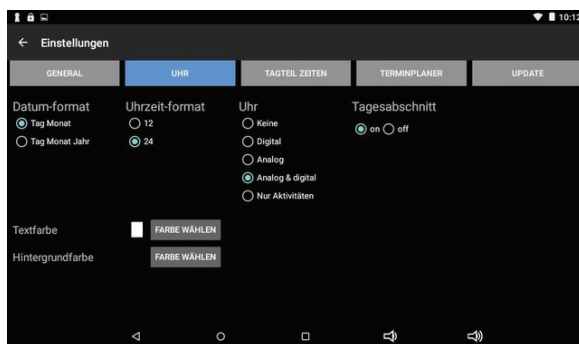 10:12
Einstellungen
GENERAL UHR TAGTEIL ZEITEN TERMINPLANER UPDATE
Datum-format Uhrzeit-format Uhr Tagesabschnitt
Tag Monat 12 Keine on off
Tag Monat Jahr 24 Digital
Analog
Analog & digital
Nur Aktivitäten
Textfarbe FARBE WÄHLEN
Hintergrundfarbe FARBE WÄHLEN